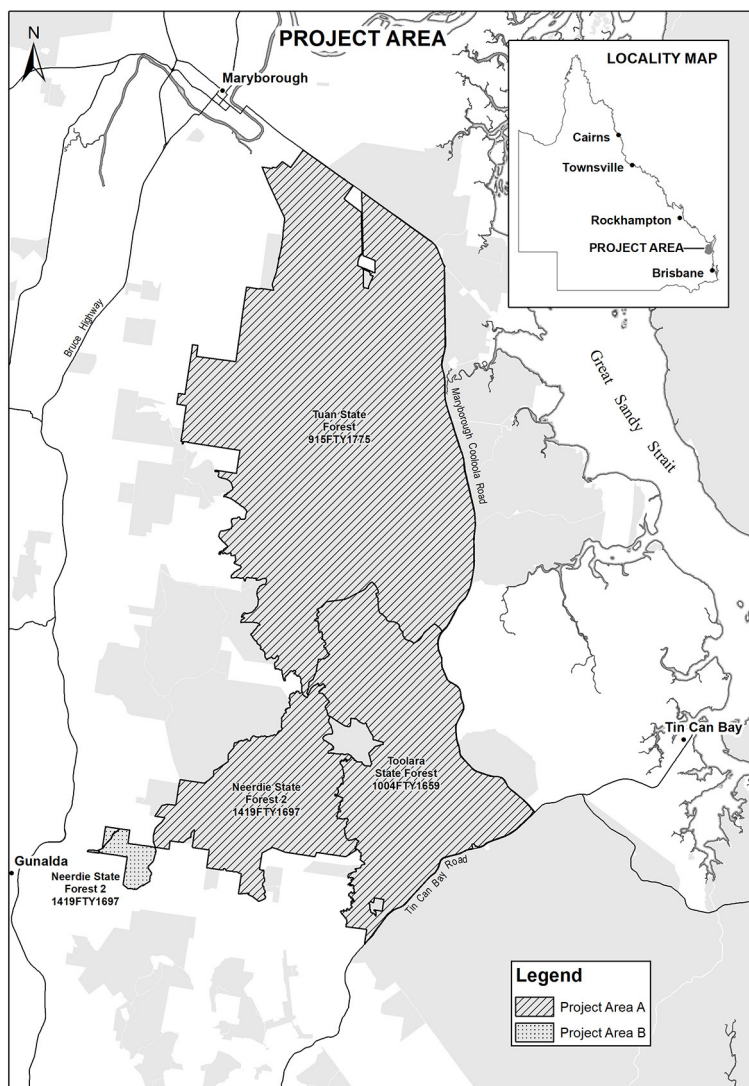 PROJECT AREA
N
Maryborough
LOCALITY MAP
Cairns
Townsville
Rockhampton
PROJECT AREA
Brisbane
Bruce Highway
Great Sandy Strait
Maryborough Cooloola Road
Tuan State
Forest
915FTY1775
Tin Can Bay
Toolara
State Forest
1004FTY1659
Neerdie State
Forest 2
1419FTY1697
Gunalda
Neerdie State
Forest 2
1419FTY1697
Tin Can Bay Road
Legend
Project Area A
Project Area B